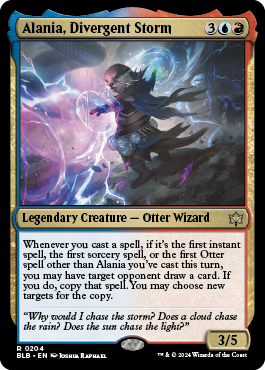 Alania, Divergent Storm 3
Legendary Creature — Otter Wizard
Whenever you cast a spell, if it's the first instant
spell, the first sorcery spell, or the first Otter
spell other than Alania you've cast this turn,
you may have target opponent draw a card. If
you do, copy that spell. You may choose new
targets for the copy.
“Why would I chase the storm? Does a cloud chase
the rain? Does the sun chase the light?”
3/5
R 0204
BLB • EN Joshua Raphael
™ & © 2024 Wizards of the Coast